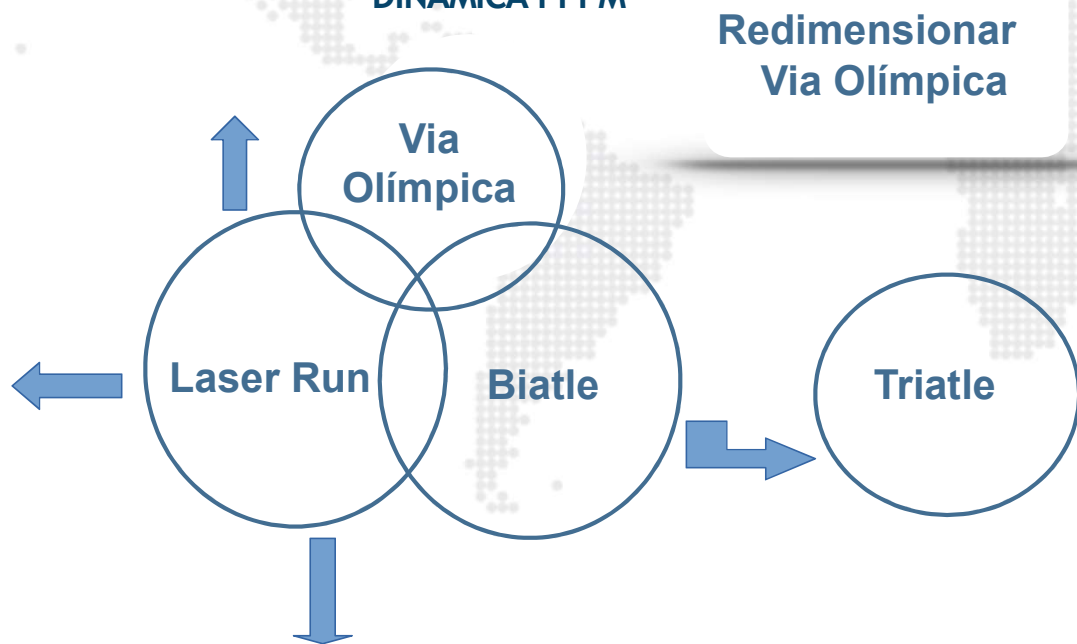 Redimensionar
Via Olímpica
Via
Olímpica
Laser Run
Biatle
Triatle